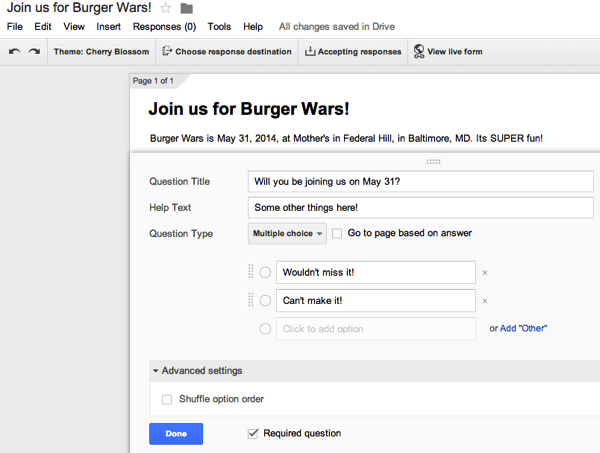 Join us for Burger Wars!
File Edit View Insert Responses (0) Tools Help All changes saved in Drive
Theme: Cherry Blossom Choose response destination Accepting responses View live form
Page 1 of 1
Join us for Burger Wars!
Burger Wars is May 31, 2014, at Mother's in Federal Hill, in Baltimore, MD. Its SUPER fun!
Question Title Will you be joining us on May 31?
Help Text Some other things here!
Question Type Multiple choice Go to page based on answer
Wouldn't miss it! x
Can't make it! x
Click to add option or Add "Other"
Advanced settings
Shuffle option order
Done Required question